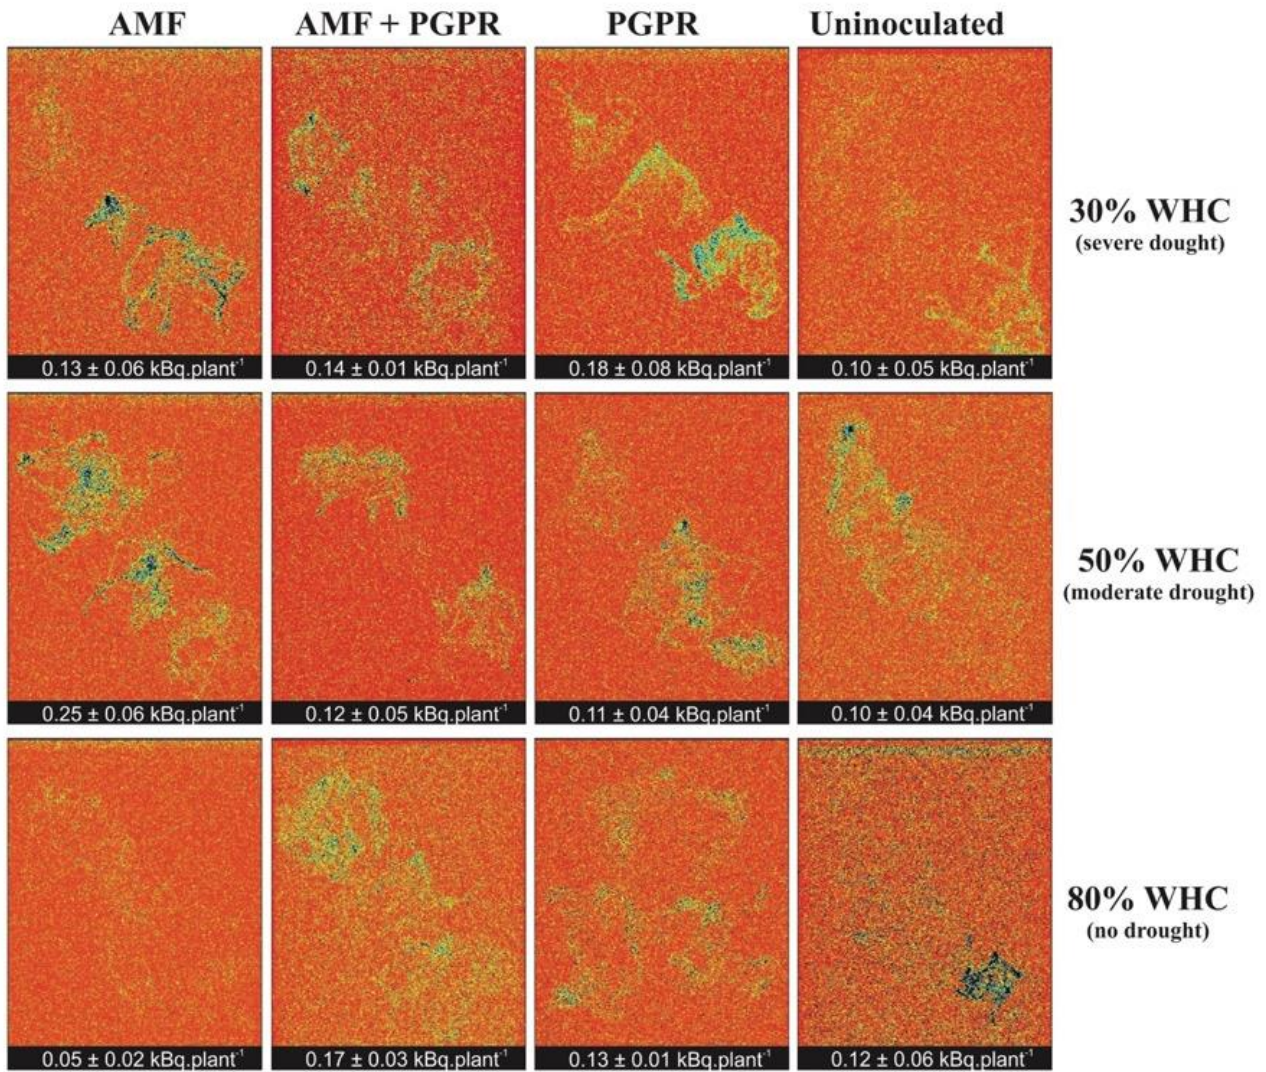 AMF AMF + PGPR PGPR Uninoculated
0.13 ± 0.06 kBq.plant⁻¹ 0.14 ± 0.01 kBq.plant⁻¹ 0.18 ± 0.08 kBq.plant⁻¹ 0.10 ± 0.05 kBq.plant⁻¹
30% WHC
(severe dought)
0.25 ± 0.06 kBq.plant⁻¹ 0.12 ± 0.05 kBq.plant⁻¹ 0.11 ± 0.04 kBq.plant⁻¹ 0.10 ± 0.04 kBq.plant⁻¹
50% WHC
(moderate drought)
0.05 ± 0.02 kBq.plant⁻¹ 0.17 ± 0.03 kBq.plant⁻¹ 0.13 ± 0.01 kBq.plant⁻¹ 0.12 ± 0.06 kBq.plant⁻¹
80% WHC
(no drought)